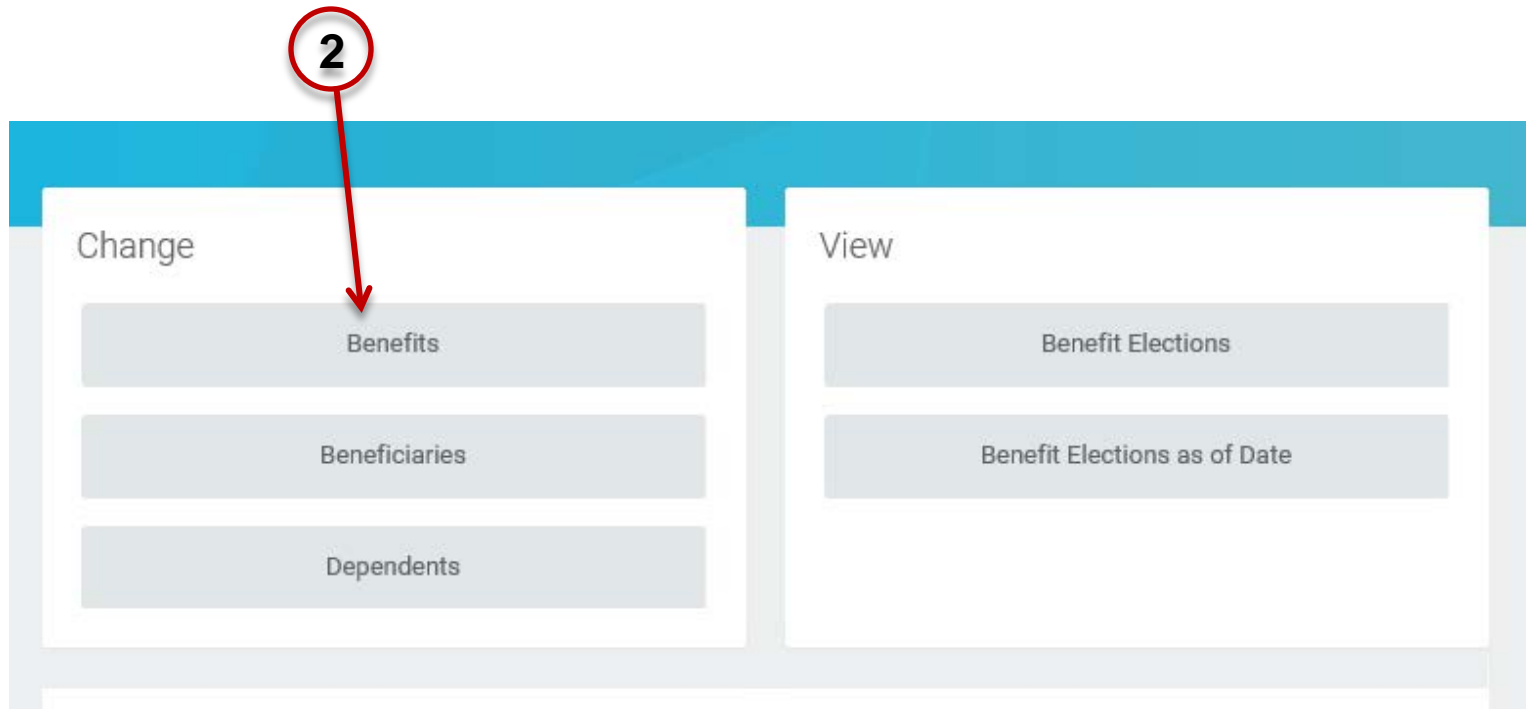 2
Change
Benefits
Beneficiaries
Dependents
View
Benefit Elections
Benefit Elections as of Date